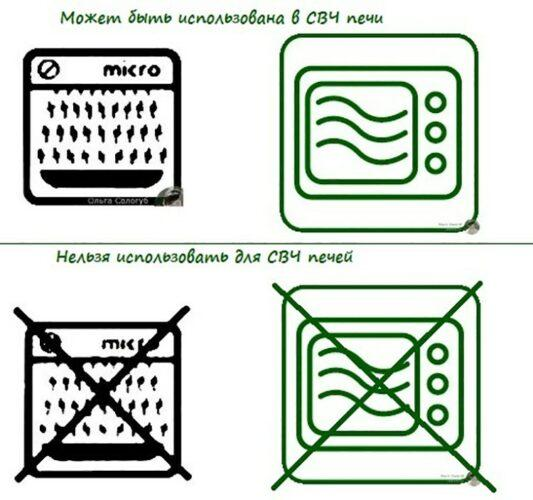 Может быть использована в СВЧ печи
micro
Ольга Сологуб
Нельзя использовать для СВЧ печей
micro